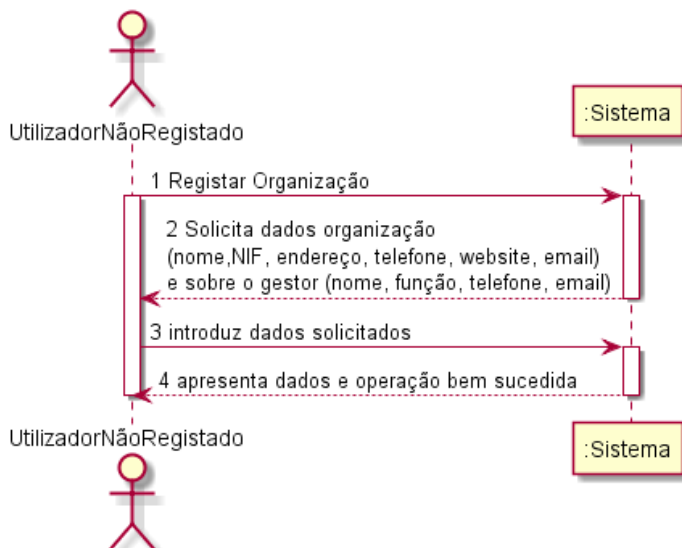 UtilizadorNãoRegistado
:Sistema
1 Registar Organização
2 Solicita dados organização
(nome,NIF, endereço, telefone, website, email)
e sobre o gestor (nome, função, telefone, email)
3 introduz dados solicitados
4 apresenta dados e operação bem sucedida
UtilizadorNãoRegistado
:Sistema